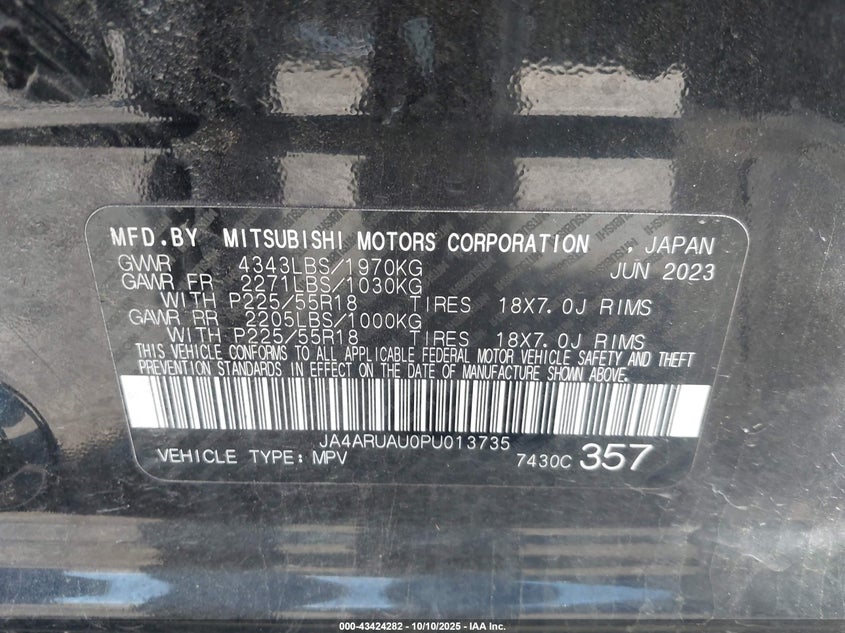 MFD.BY MITSUBISHI MOTORS CORPORATION , JAPAN
GVWR 4343LBS/1970KG JUN 2023
GAWR FR 2271LBS/1030KG
WITH P225/55R18 TIRES 18X7.0J RIMS
GAWR RR 2205LBS/1000KG
WITH P225/55R18 TIRES 18X7.0J RIMS
THIS VEHICLE CONFORMS TO ALL APPLICABLE FEDERAL MOTOR VEHICLE SAFETY AND THEFT
PREVENTION STANDARDS IN EFFECT ON THE DATE OF MANUFACTURE SHOWN ABOVE.
JA4ARUAU0PU013735
VEHICLE TYPE: MPV 7430C 357
000-43424282 - 10/10/2025 - IAA Inc.